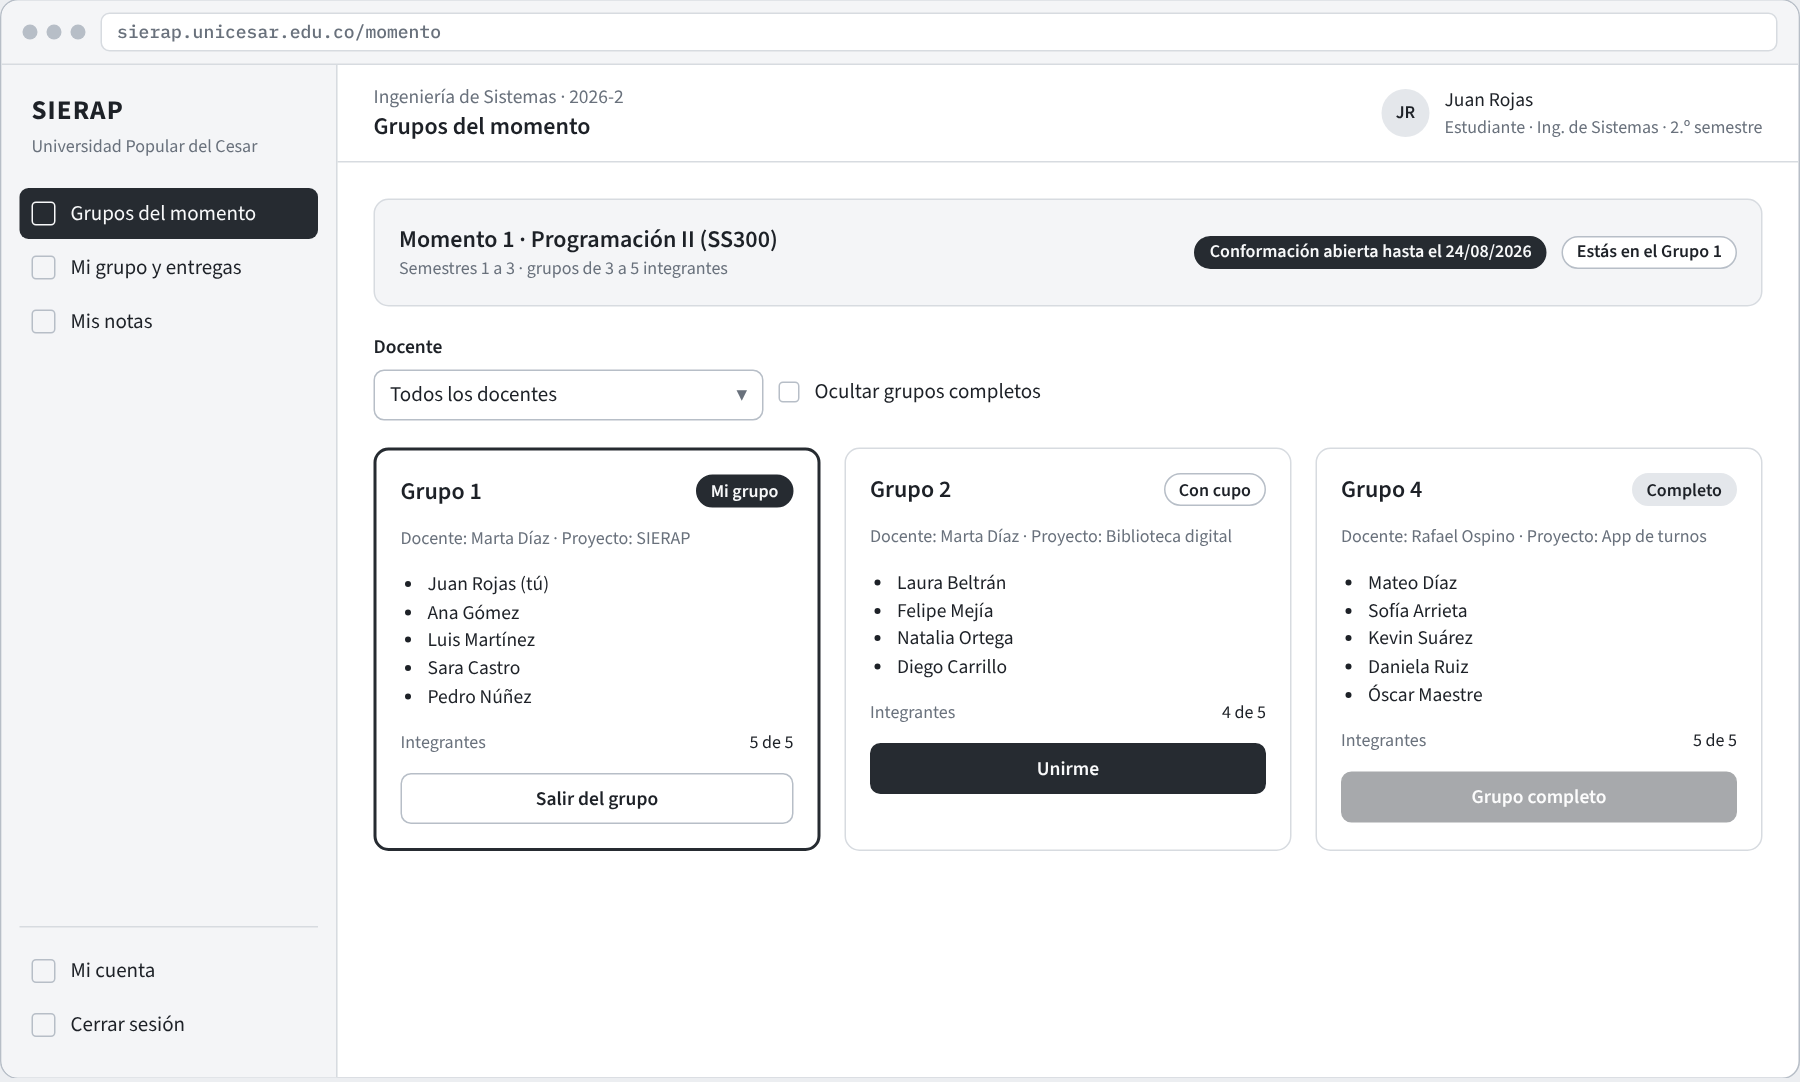 sierap.unicesar.edu.co/momento
SIERAP
Universidad Popular del Cesar
Grupos del momento
Mi grupo y entregas
Mis notas
Mi cuenta
Cerrar sesión
Ingeniería de Sistemas · 2026-2
Grupos del momento
JR
Juan Rojas
Estudiante · Ing. de Sistemas · 2.º semestre
Momento 1 · Programación II (SS300)
Semestres 1 a 3 · grupos de 3 a 5 integrantes
Conformación abierta hasta el 24/08/2026
Estás en el Grupo 1
Docente
Todos los docentes
Ocultar grupos completos
Grupo 1
Mi grupo
Docente: Marta Díaz · Proyecto: SIERAP
• Juan Rojas (tú)
• Ana Gómez
• Luis Martínez
• Sara Castro
• Pedro Núñez
Integrantes 5 de 5
Salir del grupo
Grupo 2
Con cupo
Docente: Marta Díaz · Proyecto: Biblioteca digital
• Laura Beltrán
• Felipe Mejía
• Natalia Ortega
• Diego Carrillo
Integrantes 4 de 5
Unirme
Grupo 4
Completo
Docente: Rafael Ospino · Proyecto: App de turnos
• Mateo Díaz
• Sofía Arrieta
• Kevin Suárez
• Daniela Ruiz
• Óscar Maestre
Integrantes 5 de 5
Grupo completo